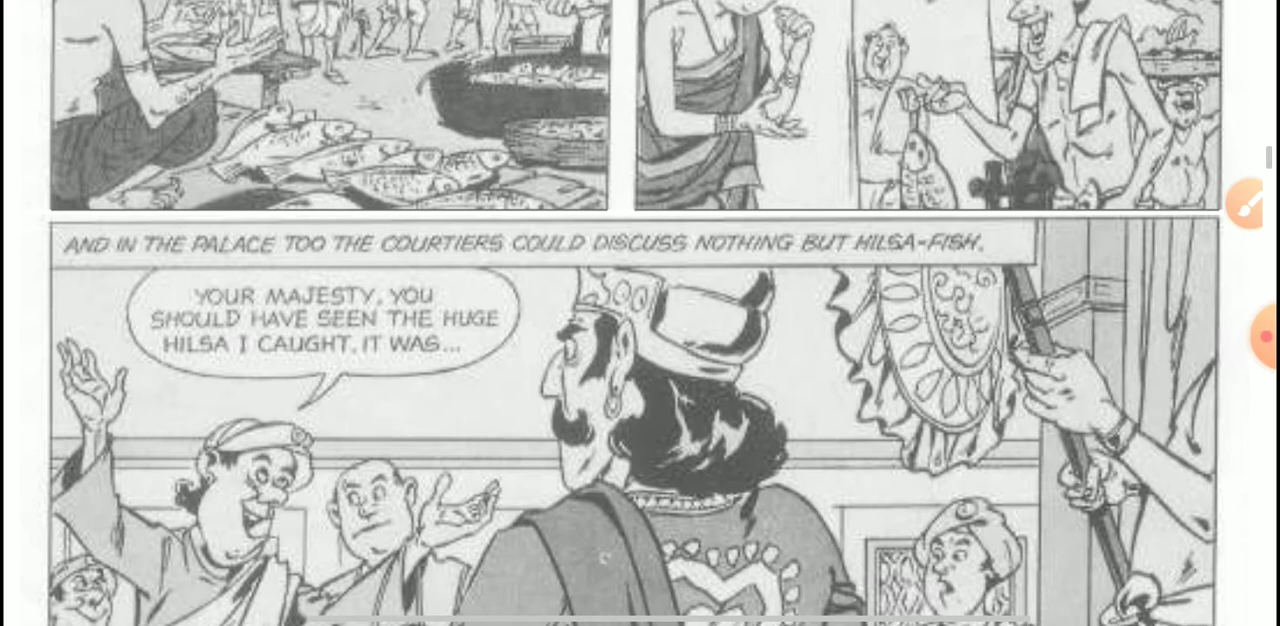 AND IN THE PALACE TOO THE COURTIERS COULD DISCUSS NOTHING BUT HILSA-FISH.
YOUR MAJESTY, YOU
SHOULD HAVE SEEN THE HUGE
HILSA I CAUGHT. IT WAS...